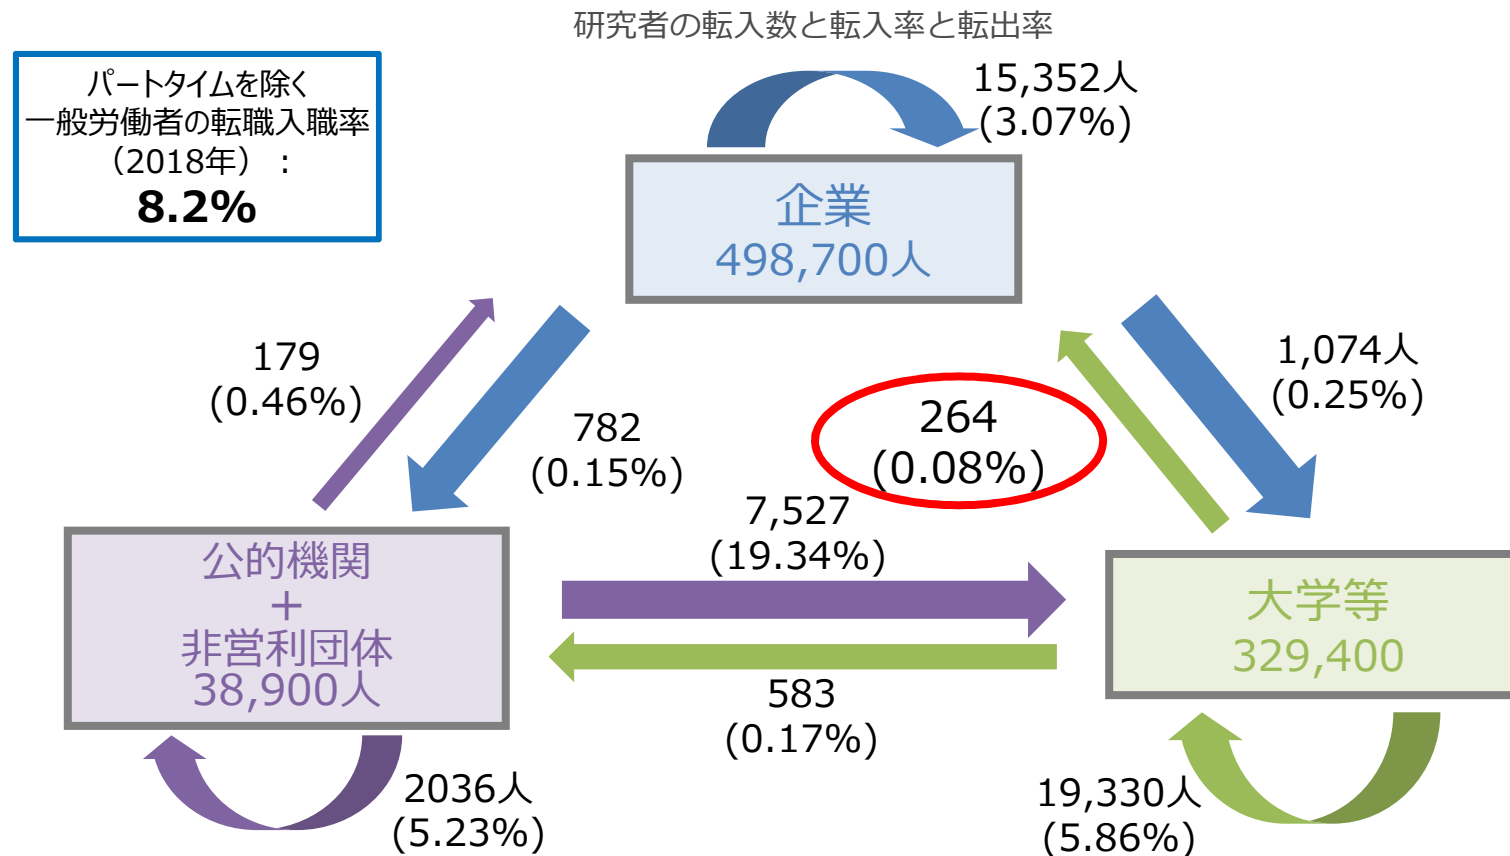 研究者の転入数と転入率と転出率
パートタイムを除く
一般労働者の転職入職率
（2018年）：
8.2%
15,352人
(3.07%)
企業
498,700人
179
(0.46%)
782
(0.15%)
264
(0.08%)
1,074人
(0.25%)
7,527
(19.34%)
公的機関
＋
非営利団体
38,900人
大学等
329,400
583
(0.17%)
2036人
(5.23%)
19,330人
(5.86%)